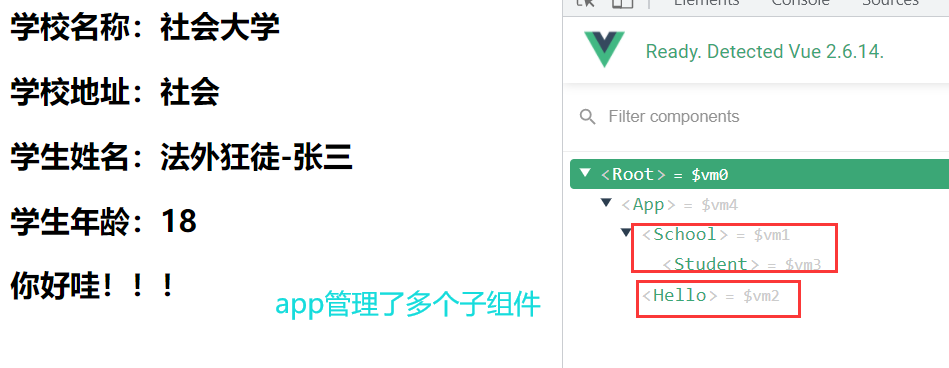 学校名称：社会大学
学校地址：社会
学生姓名：法外狂徒-张三
学生年龄：18
你好哇！！！
app管理了多个子组件
Elements Console Sources
Ready. Detected Vue 2.6.14.
Filter components
<Root> = $vm0
<App> = $vm4
<School> = $vm1
<Student> = $vm3
<Hello> = $vm2